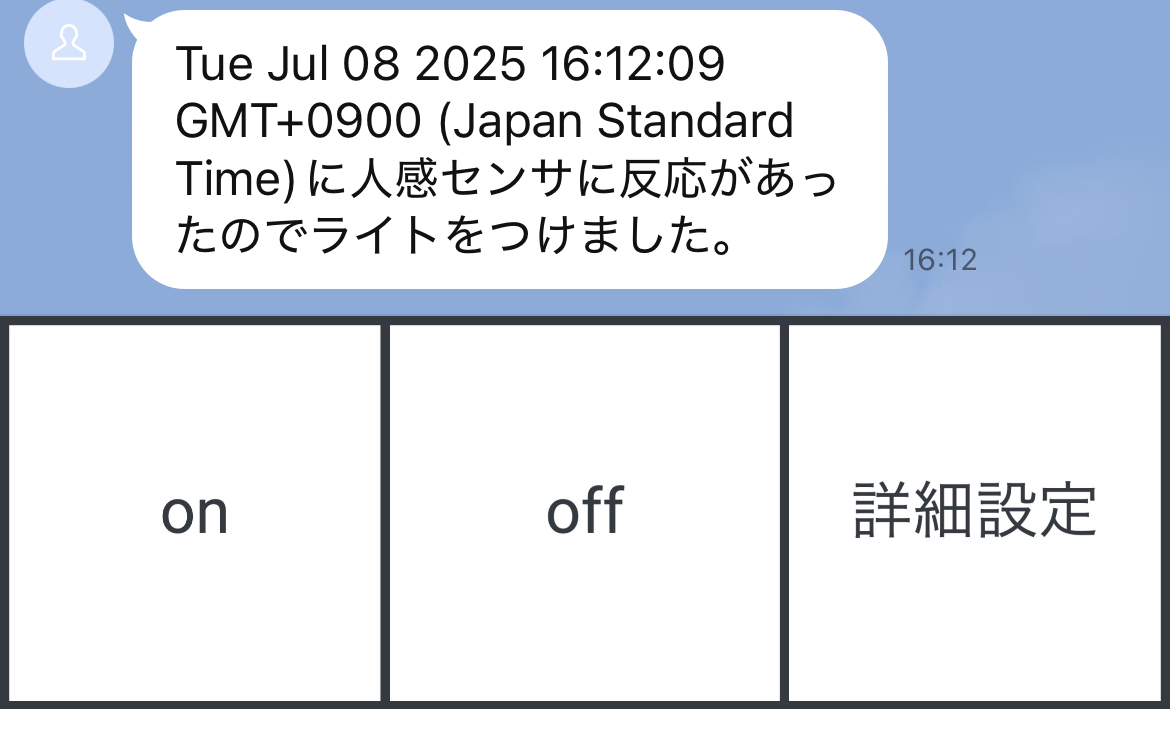 Tue Jul 08 2025 16:12:09
GMT+0900 (Japan Standard
Time)に人感センサに反応があっ
たのでライトをつけました。
16:12
on
off
詳細設定